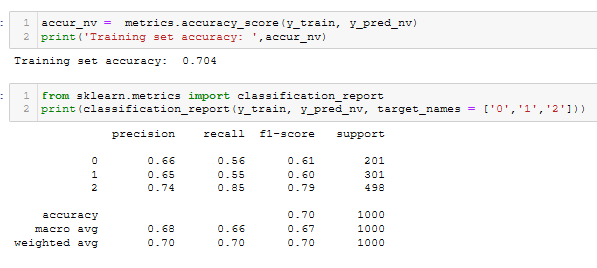 1 accur_nv =  metrics.accuracy_score(y_train, y_pred_nv)
2 print('Training set accuracy: ',accur_nv)
Training set accuracy:  0.704
1 from sklearn.metrics import classification_report
2 print(classification_report(y_train, y_pred_nv, target_names = ['0','1','2']))
precision recall f1-score support
0 0.66 0.56 0.61 201
1 0.65 0.55 0.60 301
2 0.74 0.85 0.79 498
accuracy 0.70 1000
macro avg 0.68 0.66 0.67 1000
weighted avg 0.70 0.70 0.70 1000